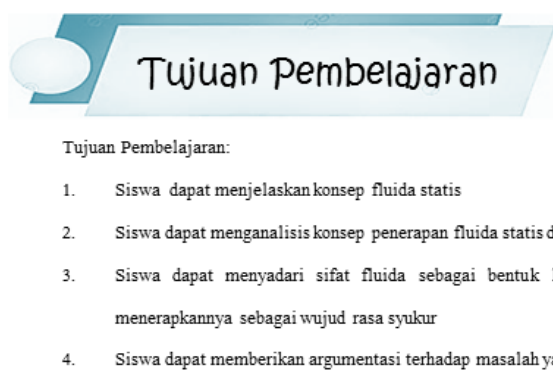 Tujuan Pembelajaran
Tujuan Pembelajaran:
1. Siswa dapat menjelaskan konsep fluida statis
2. Siswa dapat menganalisis konsep penerapan fluida statis
3. Siswa dapat menyadari sifat fluida sebagai bentuk
menerapkannya sebagai wujud rasa syukur
4. Siswa dapat memberikan argumentasi terhadap masalah